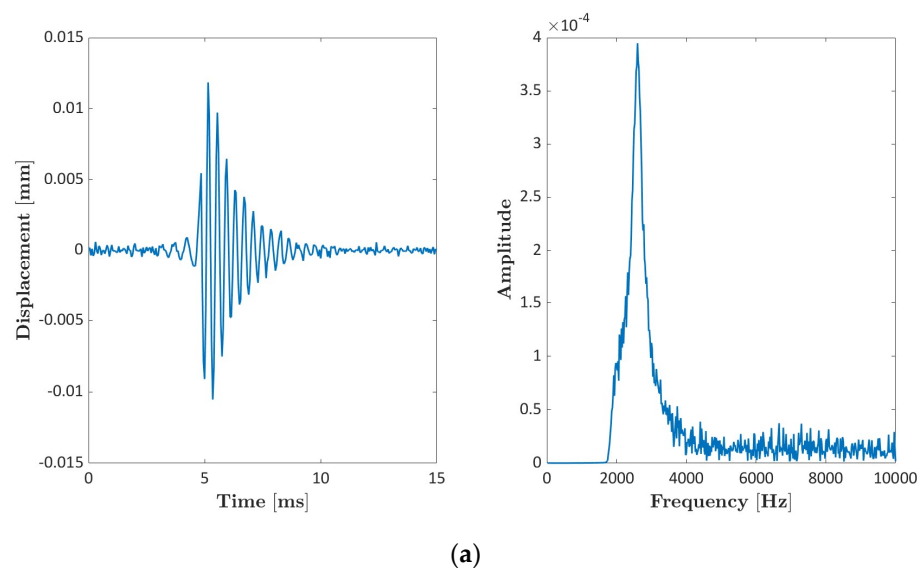 0.015
0.01
0.005
0
-0.005
-0.01
-0.015
Displacement [mm]
0 5 10 15
Time [ms]
×10⁻⁴
4
3.5
3
2.5
2
1.5
1
0.5
0
Amplitude
0 2000 4000 6000 8000 10000
Frequency [Hz]
(a)